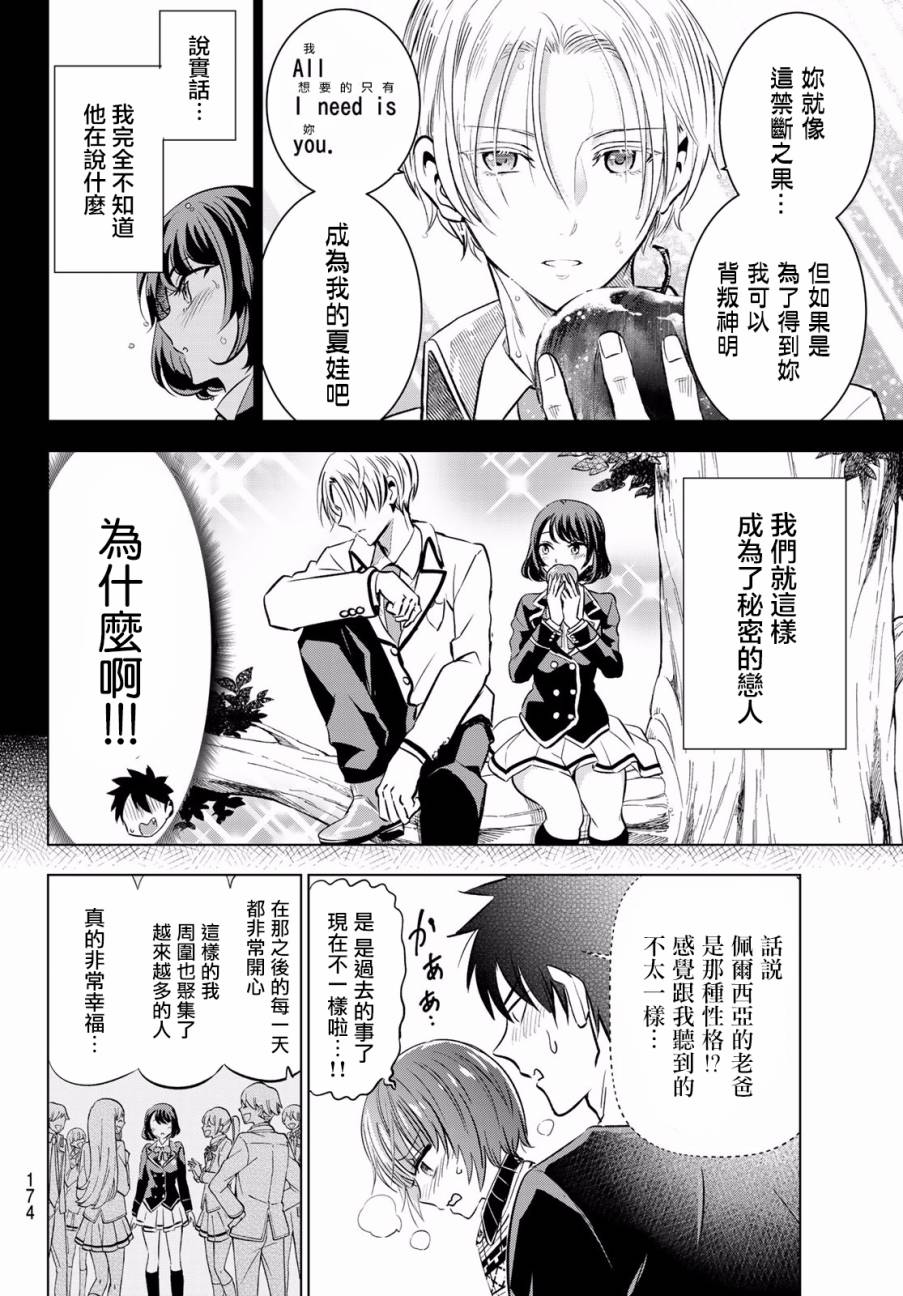 妳就像
這禁斷之果…
但如果是
為了得到妳
我可以
背叛神明
我
All
想要的只有
I need is
妳
you.
成為我的夏娃吧
說實話…
我完全不知道
他在說什麼
我們就這樣
成為了秘密的戀人
為什麼啊!!!
話說
佩爾西亞的老爸
是那種性格!?
感覺跟我聽到的
不太一樣…
かぁぁ…
是 是過去的事了
現在不一樣啦…!!
在那之後的每一天
都非常開心
這樣的我
周圍也聚集了
越來越多的人
真的非常幸福…
174